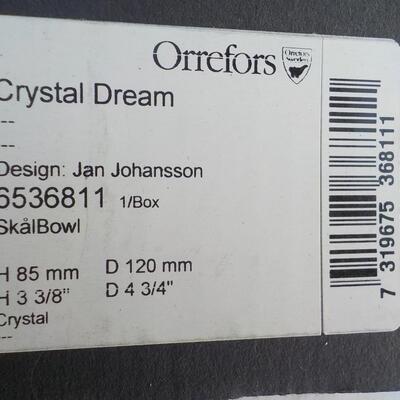 Orrefors
Orrefors
Sweden
Crystal Dream
---
---
Design: Jan Johansson
6536811 1/Box
SkålBowl
H 85 mm D 120 mm
H 3 3/8" D 4 3/4"
Crystal
---
7 319675 368111